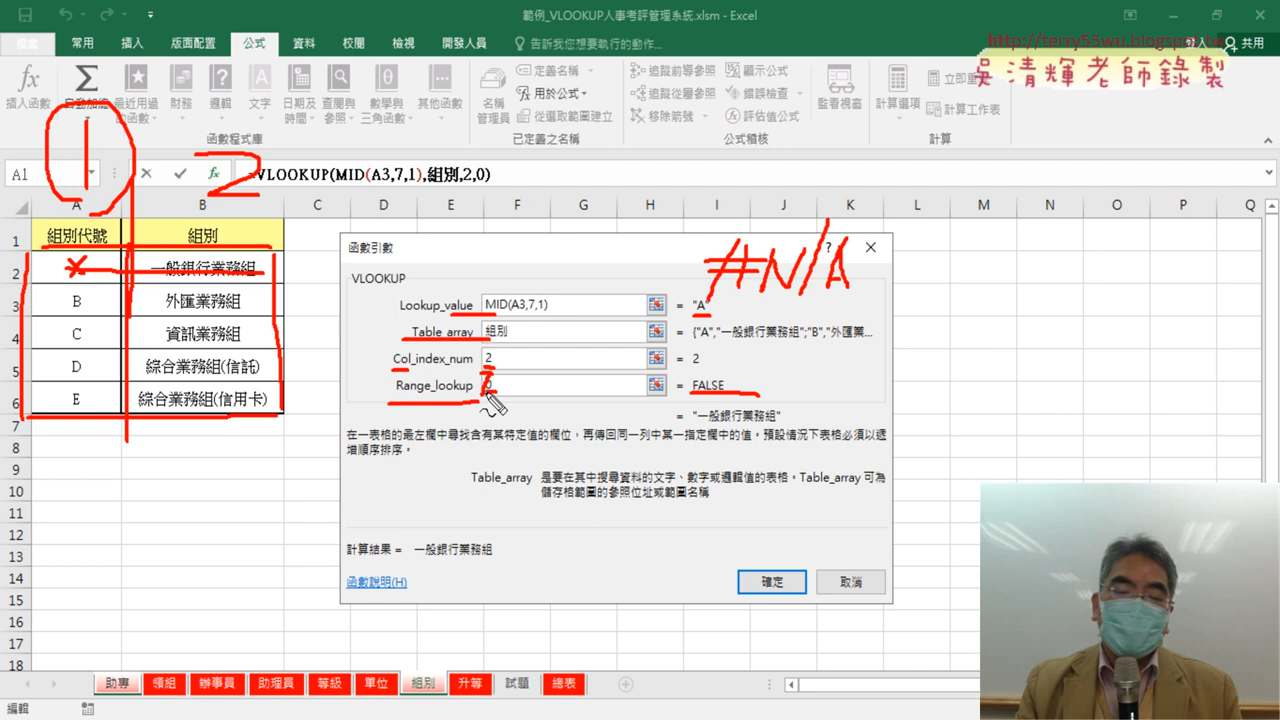 範例_VLOOKUP人事考評管理系統.xlsm - Excel
常用 插入 版面配置 公式 資料 校閱 檢視 開發人員 告訴我您想要執行的動作... 共用
http://terry55wu.blogspot.tw
吳清輝老師錄製
插入函數 自動加總 最近用過的函數 財務 邏輯 文字 日期及時間 查閱與參照 數學與三角函數 其他函數
函數程式庫
名稱管理員 定義名稱 用於公式 從選取範圍建立
已定義之名稱
追蹤前導參照 追蹤從屬參照 移除箭號 顯示公式 錯誤檢查 評估值公式 監看視窗
公式稽核
計算選項 計算工作表
計算
1 2
A1 fx =VLOOKUP(MID(A3,7,1),組別,2,0)
A B C D E F G H I J K L M N O P Q
1 組別代號 組別
2 一般銀行業務組
3 B 外匯業務組
4 C 資訊業務組
5 D 綜合業務組(信託)
6 E 綜合業務組(信用卡)
7
8
9
10
11
12
13
14
15
16
17
18
函數引數 ? ✕
#N/A
VLOOKUP
Lookup_value MID(A3,7,1) = "A"
Table_array 組別 = {"A","一般銀行業務組";"B","外匯業...
Col_index_num 2 = 2
Range_lookup 0 = FALSE
= "一般銀行業務組"
在一表格的最左欄中尋找含有某特定值的欄位，再傳回同一列中某一指定欄中的值。預設情況下表格必須以遞
增順序排序。
Table_array 是要在其中搜尋資料的文字、數字或邏輯值的表格。Table_array 可為
儲存格範圍的參照位址或範圍名稱
計算結果 = 一般銀行業務組
函數說明(H) 確定 取消
助專 領組 辦事員 助理員 等級 單位 組別 升等 試題 總表
編輯